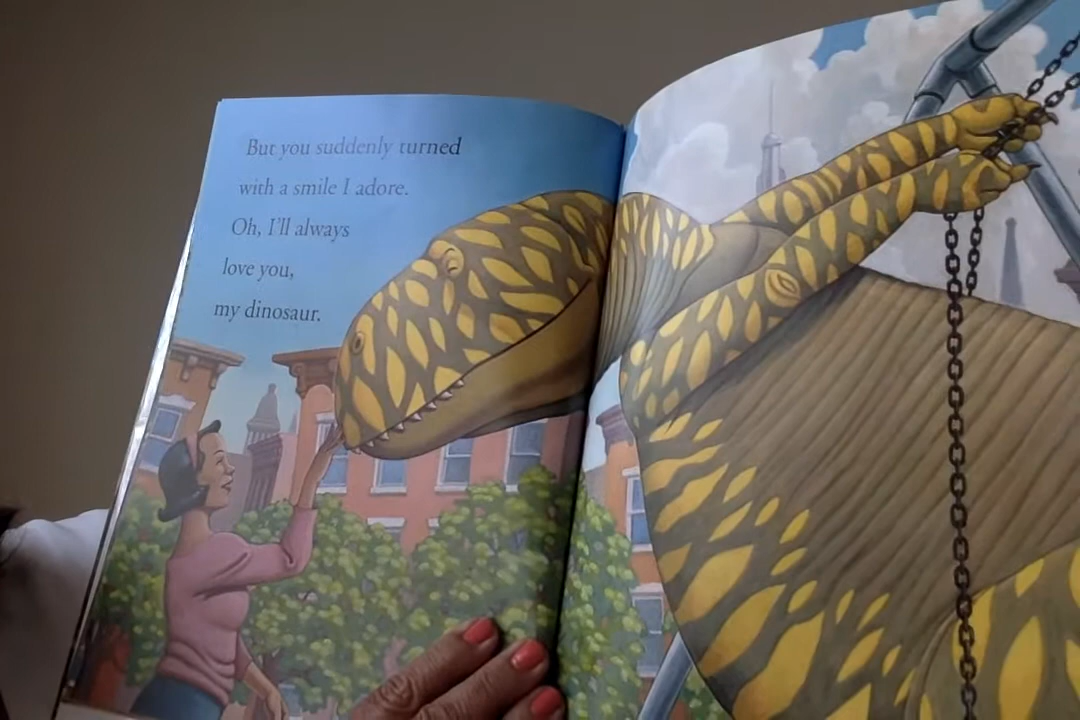 But you suddenly turned
with a smile I adore.
Oh, I'll always
love you,
my dinosaur.